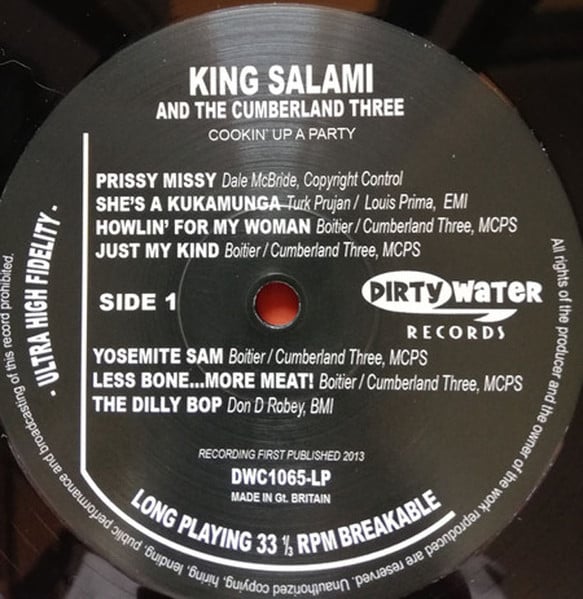 KING SALAMI
AND THE CUMBERLAND THREE
COOKIN' UP A PARTY
PRISSY MISSY Dale McBride, Copyright Control
SHE'S A KUKAMUNGA Turk Prujan / Louis Prima, EMI
HOWLIN' FOR MY WOMAN Boitier / Cumberland Three, MCPS
JUST MY KIND Boitier / Cumberland Three, MCPS
SIDE 1
DIRTY WATER
RECORDS
YOSEMITE SAM Boitier / Cumberland Three, MCPS
LESS BONE...MORE MEAT! Boitier / Cumberland Three, MCPS
THE DILLY BOP Don D Robey, BMI
RECORDING FIRST PUBLISHED 2013
DWC1065-LP
MADE IN Gt. BRITAIN
- ULTRA HIGH FIDELITY -
LONG PLAYING 33 ⅓ RPM BREAKABLE
All rights of the producer and the owner of the work reproduced are reserved. Unauthorized copying, hiring, lending, public performance and broadcasting of this record prohibited.